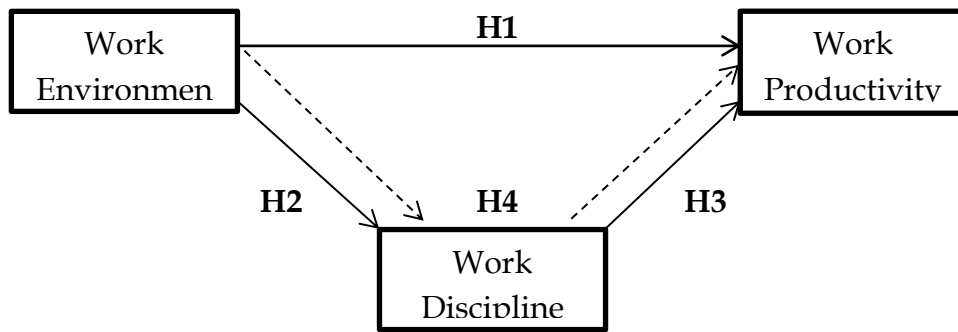 H1
Work
Environmen
Work
Productivity
H2
H4
H3
Work
Discipline